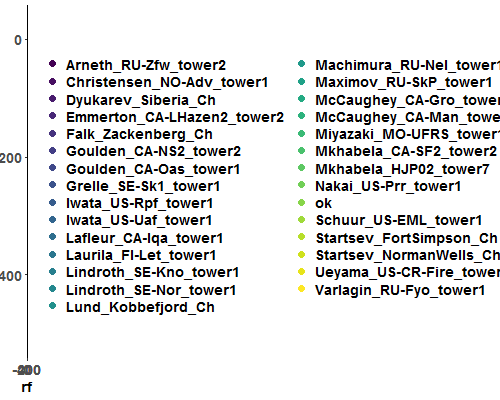 0
200
400
Arneth_RU-Zfw_tower2
Christensen_NO-Adv_tower1
Dyukarev_Siberia_Ch
Emmerton_CA-LHazen2_tower2
Falk_Zackenberg_Ch
Goulden_CA-NS2_tower2
Goulden_CA-Oas_tower1
Grelle_SE-Sk1_tower1
Iwata_US-Rpf_tower1
Iwata_US-Uaf_tower1
Lafleur_CA-Iqa_tower1
Laurila_FI-Let_tower1
Lindroth_SE-Kno_tower1
Lindroth_SE-Nor_tower1
Lund_Kobbefjord_Ch
Machimura_RU-Nel_tower1
Maximov_RU-SkP_tower1
McCaughey_CA-Gro_tower
McCaughey_CA-Man_tower
Miyazaki_MO-UFRS_tower1
Mkhabela_CA-SF2_tower2
Mkhabela_HJP02_tower7
Nakai_US-Prr_tower1
ok
Schuur_US-EML_tower1
Startsev_FortSimpson_Ch
Startsev_NormanWells_Ch
Ueyama_US-CR-Fire_tower
Varlagin_RU-Fyo_tower1
rf